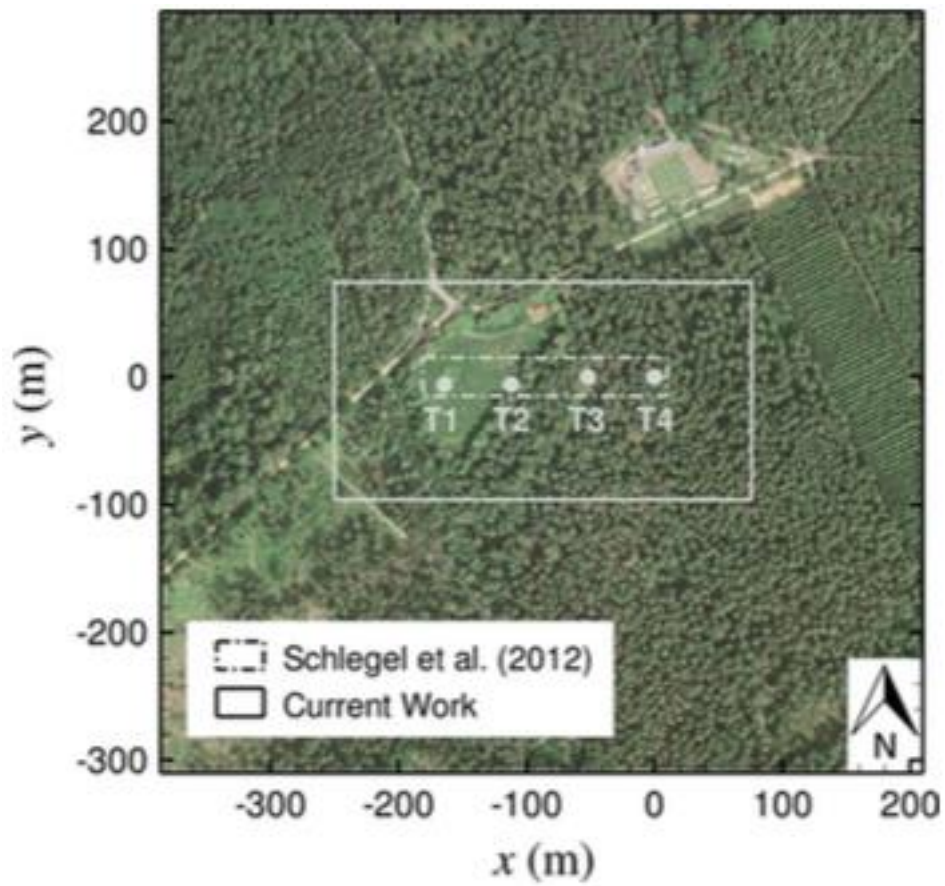 200
100
0
-100
-200
-300
y (m)
T1 T2 T3 T4
Schlegel et al. (2012)
Current Work
N
-300 -200 -100 0 100 200
x (m)